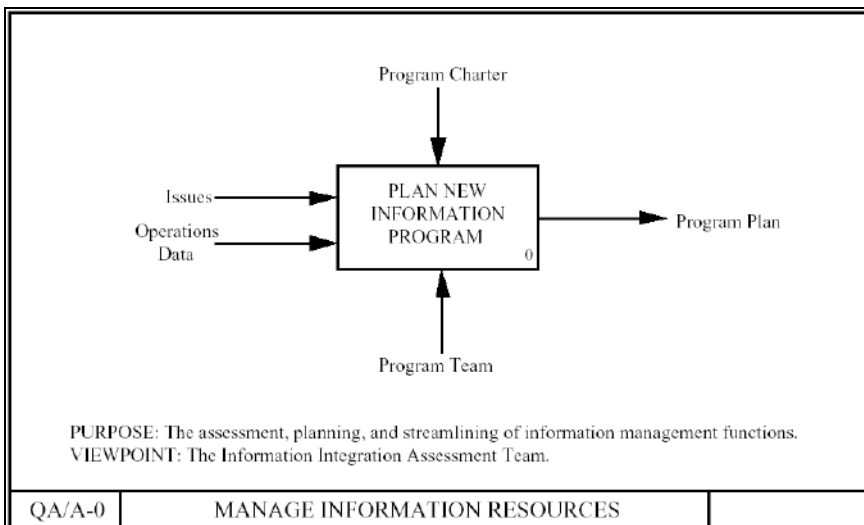 Program Charter
Issues
Operations
Data
PLAN NEW
INFORMATION
PROGRAM
0
Program Plan
Program Team
PURPOSE: The assessment, planning, and streamlining of information management functions.
VIEWPOINT: The Information Integration Assessment Team.
QA/A-0 MANAGE INFORMATION RESOURCES